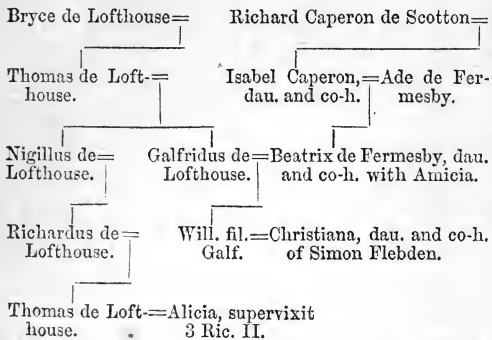 Bryce de Lofthouse= Richard Caperon de Scotton=
Thomas de Loft-= Isabel Caperon,=Ade de Fer-
house. dau. and co-h. mesby.
Nigillus de= Galfridus de=Beatrix de Fermesby, dau.
Lofthouse. Lofthouse. and co-h. with Amicia.
Richardus de= Will. fil.=Christiana, dau. and co-h.
Lofthouse. Galf. of Simon Flebden.
Thomas de Loft-=Alicia, supervixit
house. 3 Ric. II.